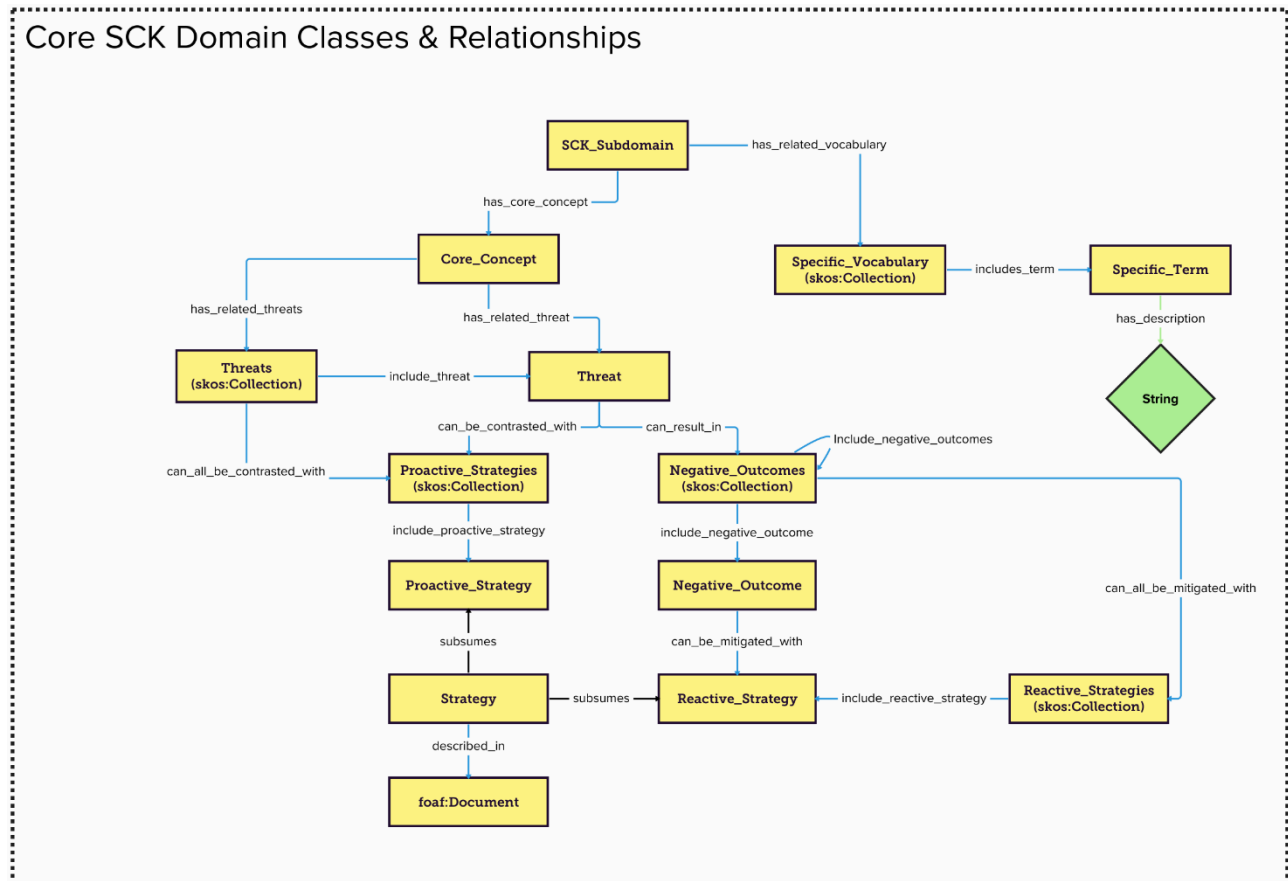 Core SCK Domain Classes & Relationships
SCK_Subdomain
has_related_vocabulary
has_core_concept
Core_Concept
Specific_Vocabulary
(skos:Collection)
includes_term
Specific_Term
has_related_threats
has_related_threat
has_description
Threats
(skos:Collection)
include_threat
Threat
String
can_be_contrasted_with
can_result_in
Include_negative_outcomes
can_all_be_contrasted_with
Proactive_Strategies
(skos:Collection)
Negative_Outcomes
(skos:Collection)
include_proactive_strategy
include_negative_outcome
Proactive_Strategy
Negative_Outcome
can_all_be_mitigated_with
subsumes
can_be_mitigated_with
Strategy
subsumes
Reactive_Strategy
include_reactive_strategy
Reactive_Strategies
(skos:Collection)
described_in
foaf:Document